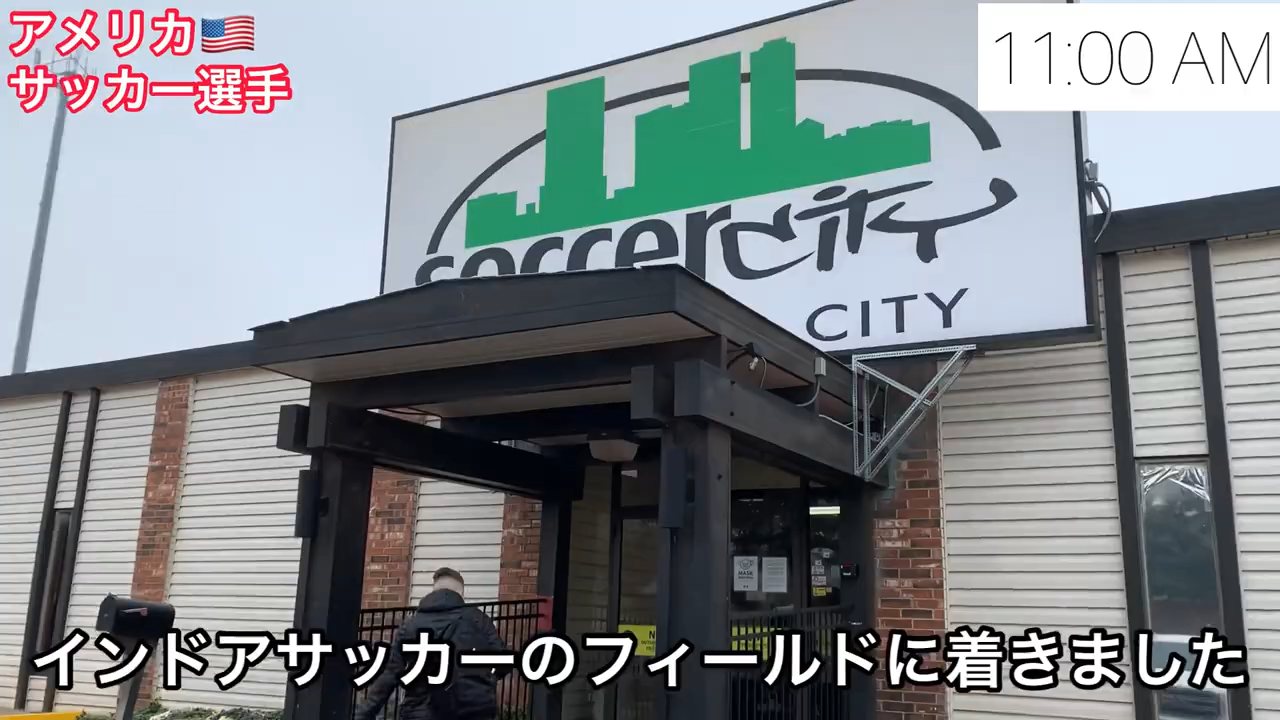 アメリカ🇺🇸
サッカー選手
11:00 AM
soccercity
CITY
MASK
インドアサッカーのフィールドに着きました